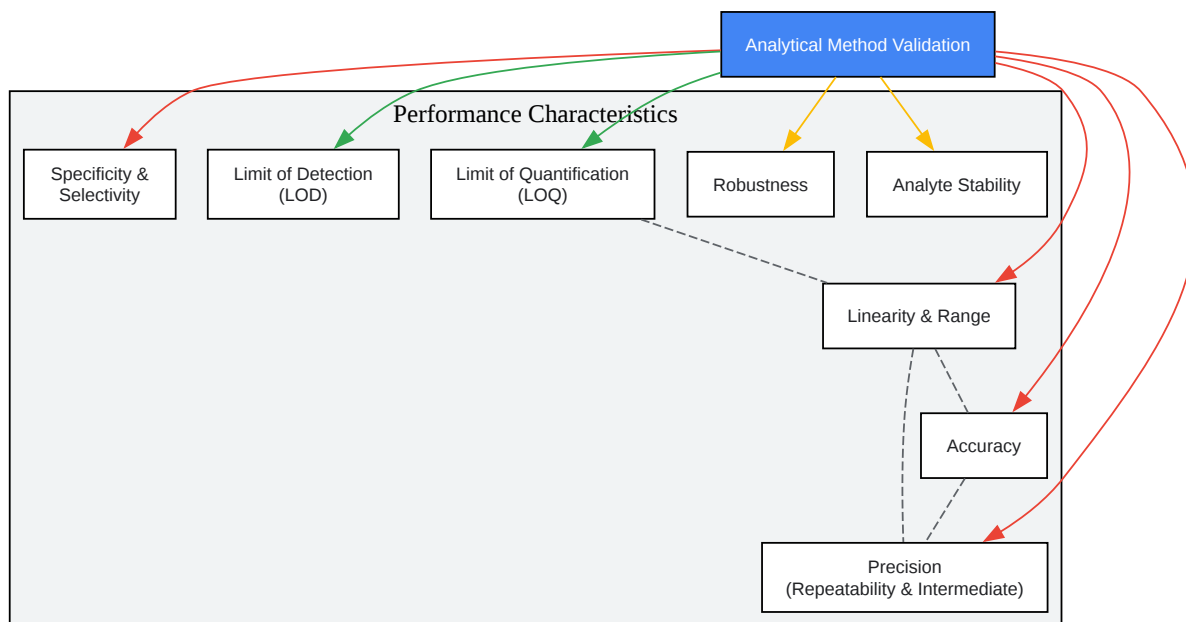 Analytical Method Validation
Performance Characteristics
Specificity &
Selectivity
Limit of Detection
(LOD)
Limit of Quantification
(LOQ)
Robustness
Analyte Stability
Linearity & Range
Accuracy
Precision
(Repeatability & Intermediate)